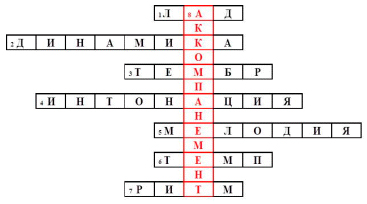 1 Л 8 А Д
К
2 Д И Н А М И К А
О
3 Т Е М Б Р
П
4 И Н Т О Н А Ц И Я
Н
5 М Е Л О Д И Я
М
6 Т Е М П
Н
7 Р И Т М